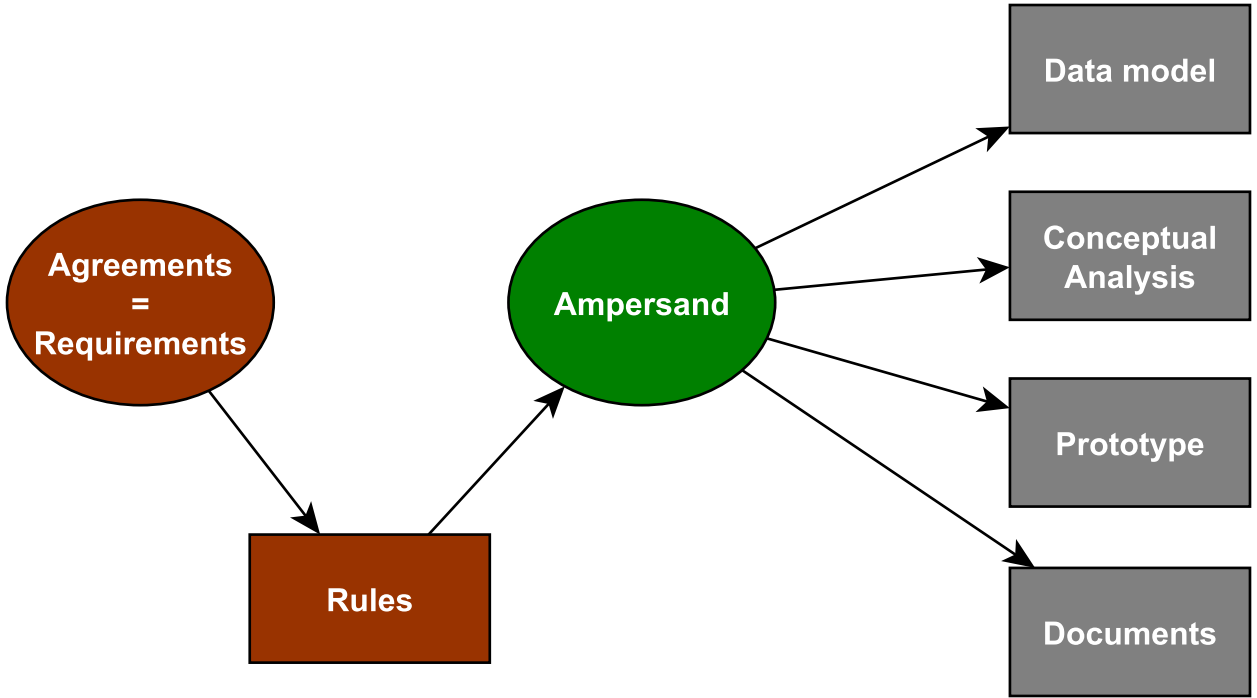 Agreements
=
Requirements
Rules
Ampersand
Data model
Conceptual
Analysis
Prototype
Documents